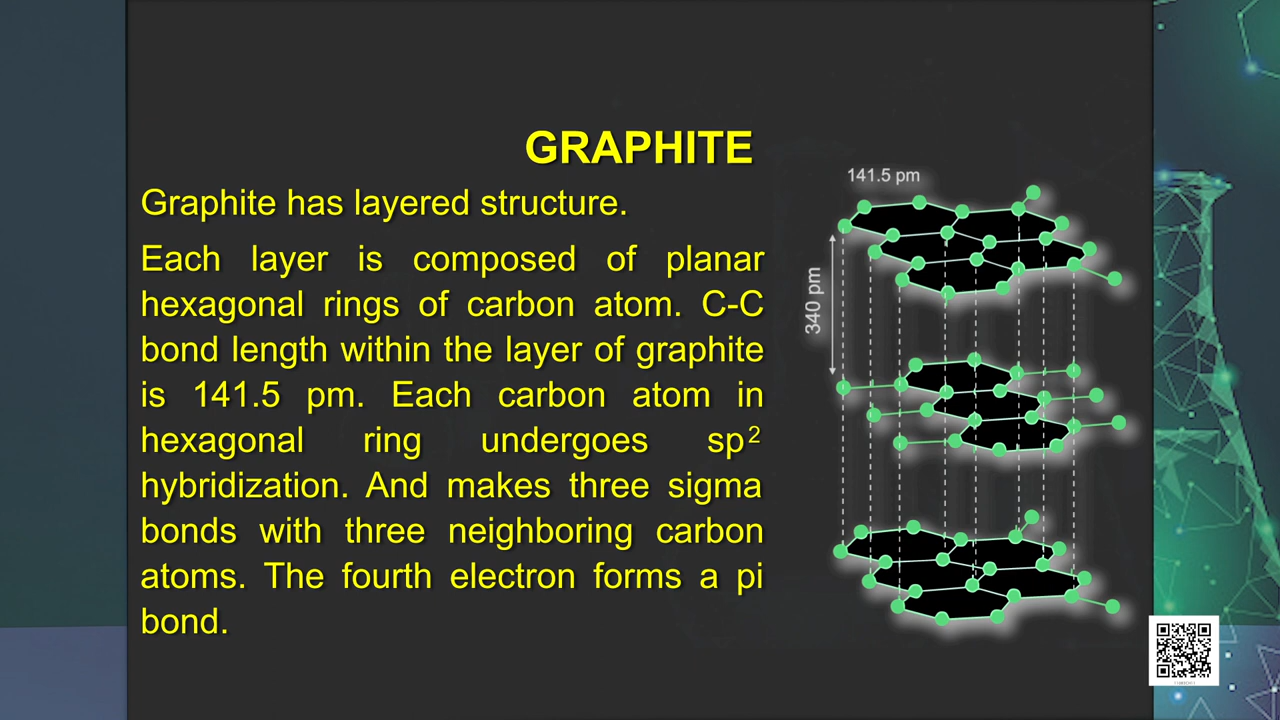 GRAPHITE
Graphite has layered structure.
Each layer is composed of planar
hexagonal rings of carbon atom. C-C
bond length within the layer of graphite
is 141.5 pm. Each carbon atom in
hexagonal ring undergoes sp²
hybridization. And makes three sigma
bonds with three neighboring carbon
atoms. The fourth electron forms a pi
bond.
141.5 pm
340 pm